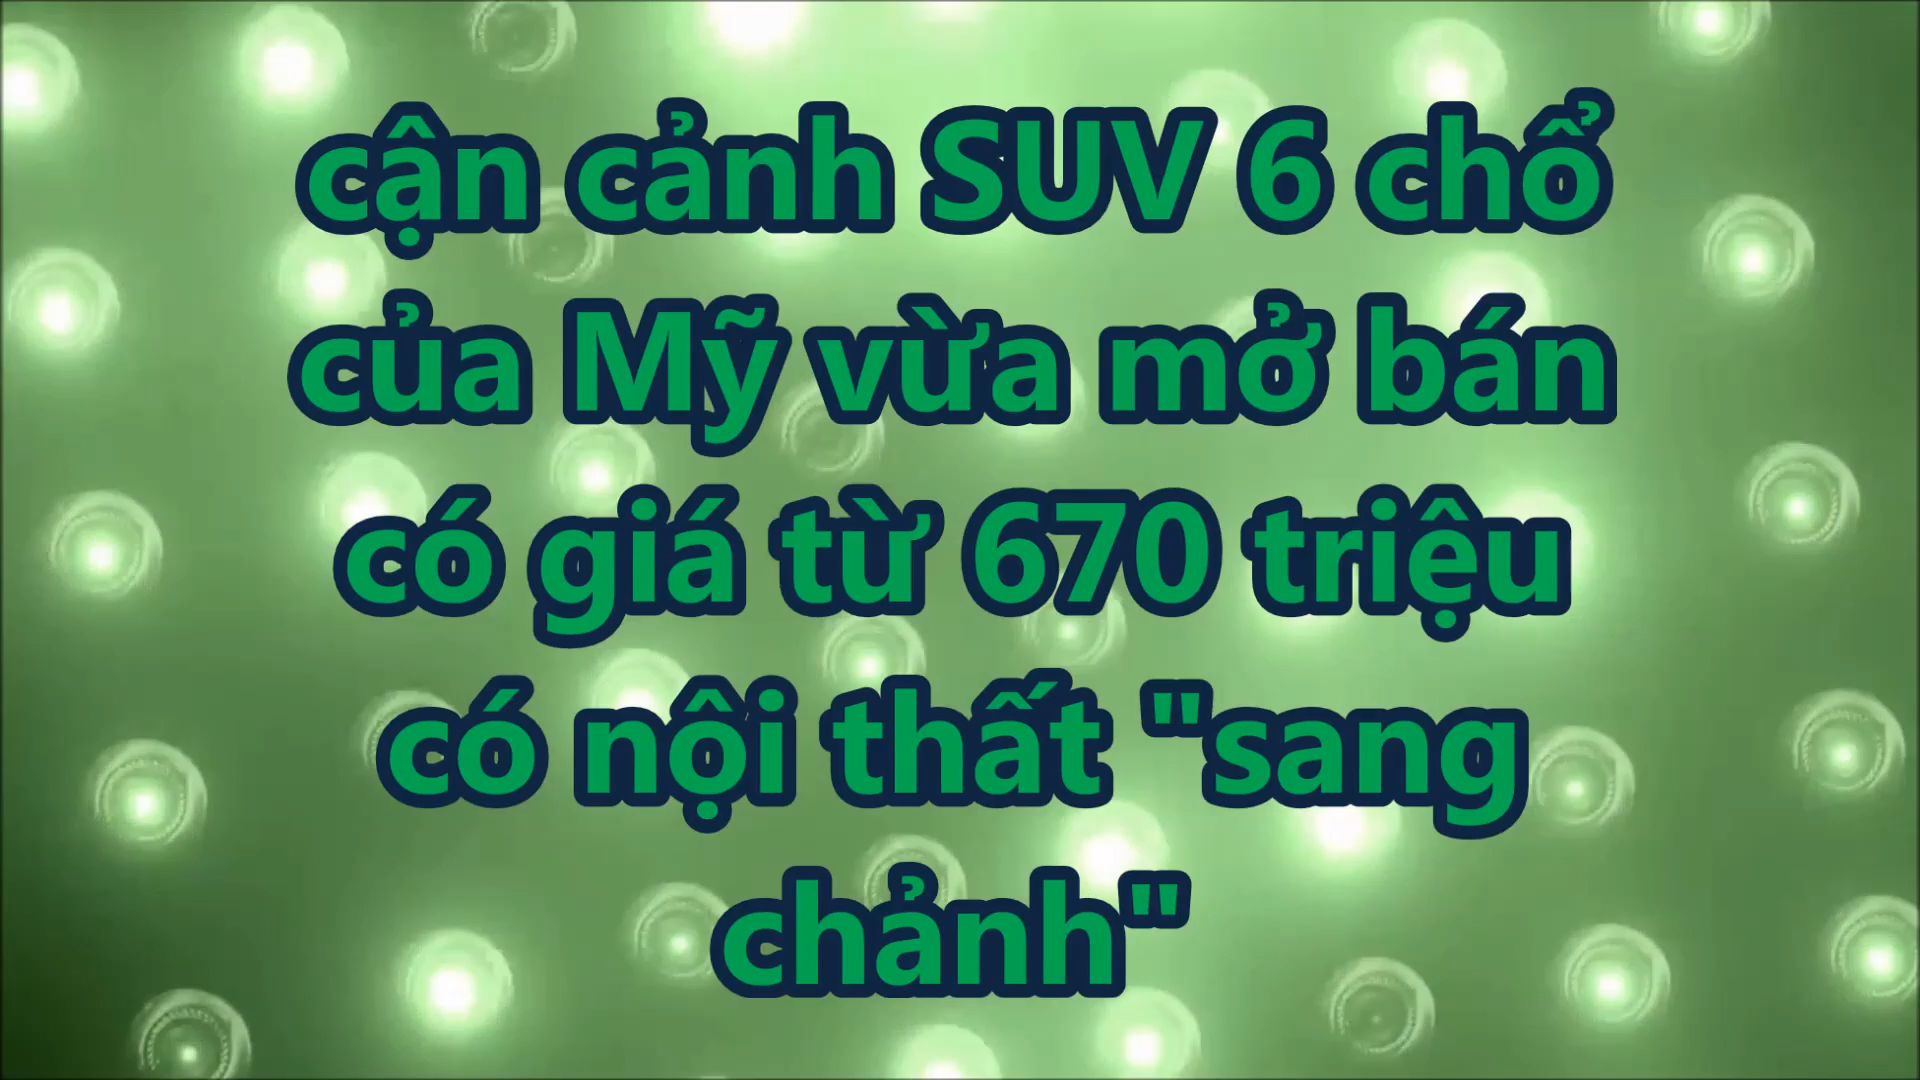 cận cảnh SUV 6 chổ
của Mỹ vừa mở bán
có giá từ 670 triệu
có nội thất "sang
chảnh"